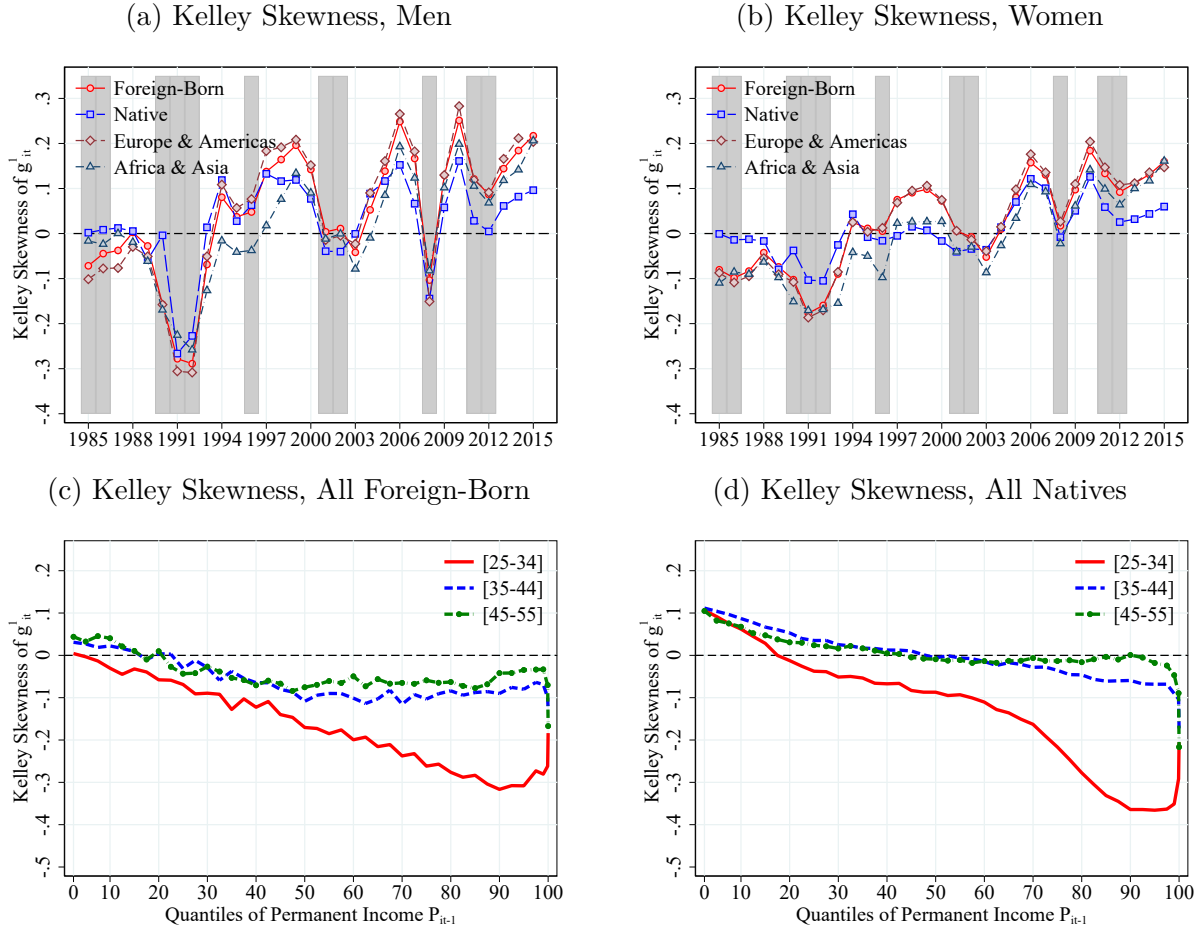 (a) Kelley Skewness, Men
Kelley Skewness of g¹ᵢₜ
.3
.2
.1
0
-.1
-.2
-.3
-.4
Foreign-Born
Native
Europe & Americas
Africa & Asia
1985 1988 1991 1994 1997 2000 2003 2006 2009 2012 2015
(b) Kelley Skewness, Women
Kelley Skewness of g¹ᵢₜ
.3
.2
.1
0
-.1
-.2
-.3
-.4
Foreign-Born
Native
Europe & Americas
Africa & Asia
1985 1988 1991 1994 1997 2000 2003 2006 2009 2012 2015
(c) Kelley Skewness, All Foreign-Born
Kelley Skewness of g¹ᵢₜ
.2
.1
0
-.1
-.2
-.3
-.4
-.5
[25-34]
[35-44]
[45-55]
0 10 20 30 40 50 60 70 80 90 100
Quantiles of Permanent Income Pᵢₜ₋₁
(d) Kelley Skewness, All Natives
Kelley Skewness of g¹ᵢₜ
.2
.1
0
-.1
-.2
-.3
-.4
-.5
[25-34]
[35-44]
[45-55]
0 10 20 30 40 50 60 70 80 90 100
Quantiles of Permanent Income Pᵢₜ₋₁